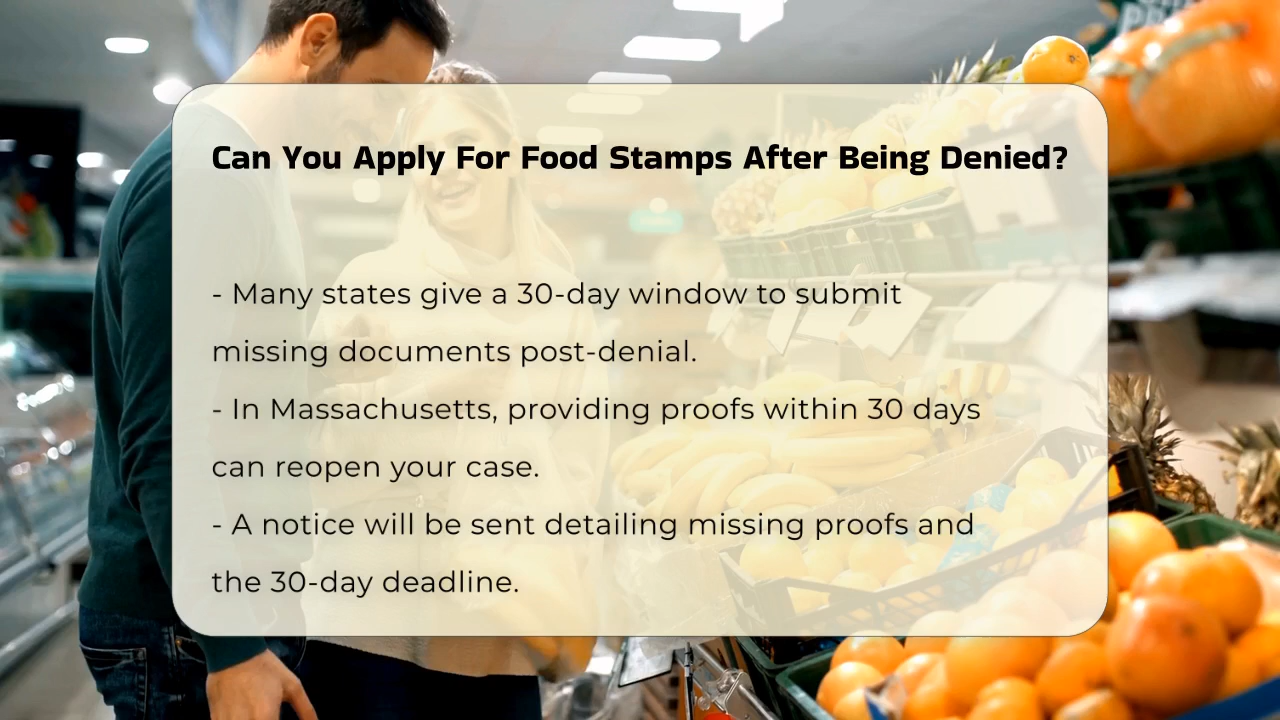 Can You Apply For Food Stamps After Being Denied?
- Many states give a 30-day window to submit
missing documents post-denial.
- In Massachusetts, providing proofs within 30 days
can reopen your case.
- A notice will be sent detailing missing proofs and
the 30-day deadline.